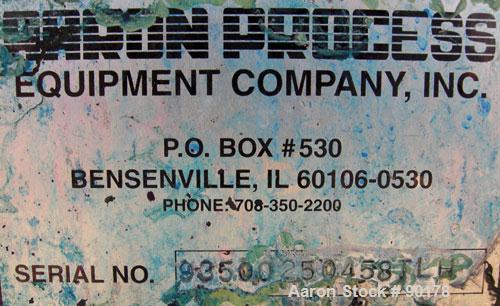 PROCESS
EQUIPMENT COMPANY, INC.
P.O. BOX #530
BENSENVILLE, IL 60106-0530
PHONE: 708-350-2200
SERIAL NO.
Aaron Stock # 90178